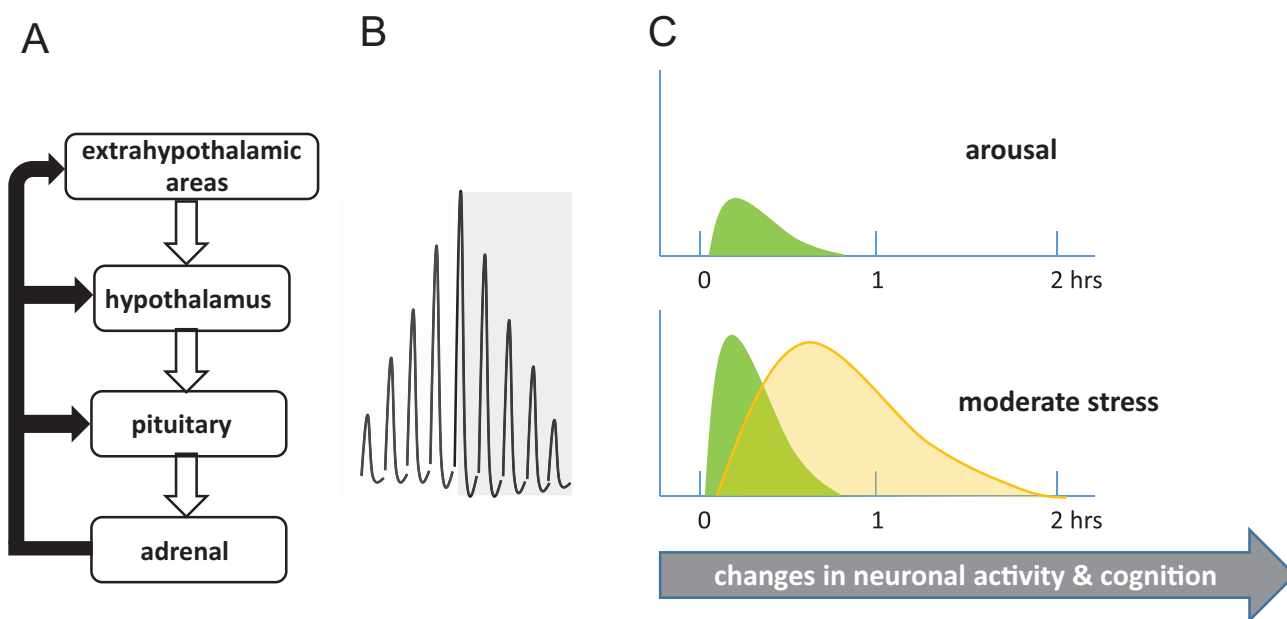 A
extrahypothalamic
areas
hypothalamus
pituitary
adrenal
B
C
arousal
0 1 2 hrs
moderate stress
0 1 2 hrs
changes in neuronal activity & cognition